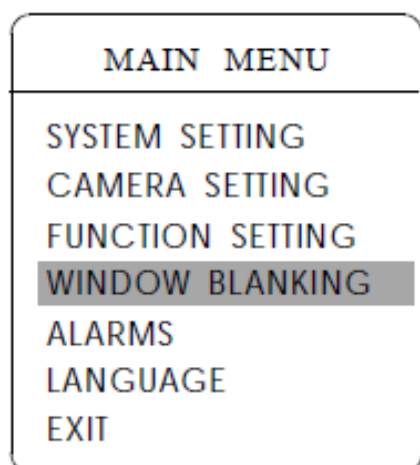 MAIN MENU
SYSTEM SETTING
CAMERA SETTING
FUNCTION SETTING
WINDOW BLANKING
ALARMS
LANGUAGE
EXIT